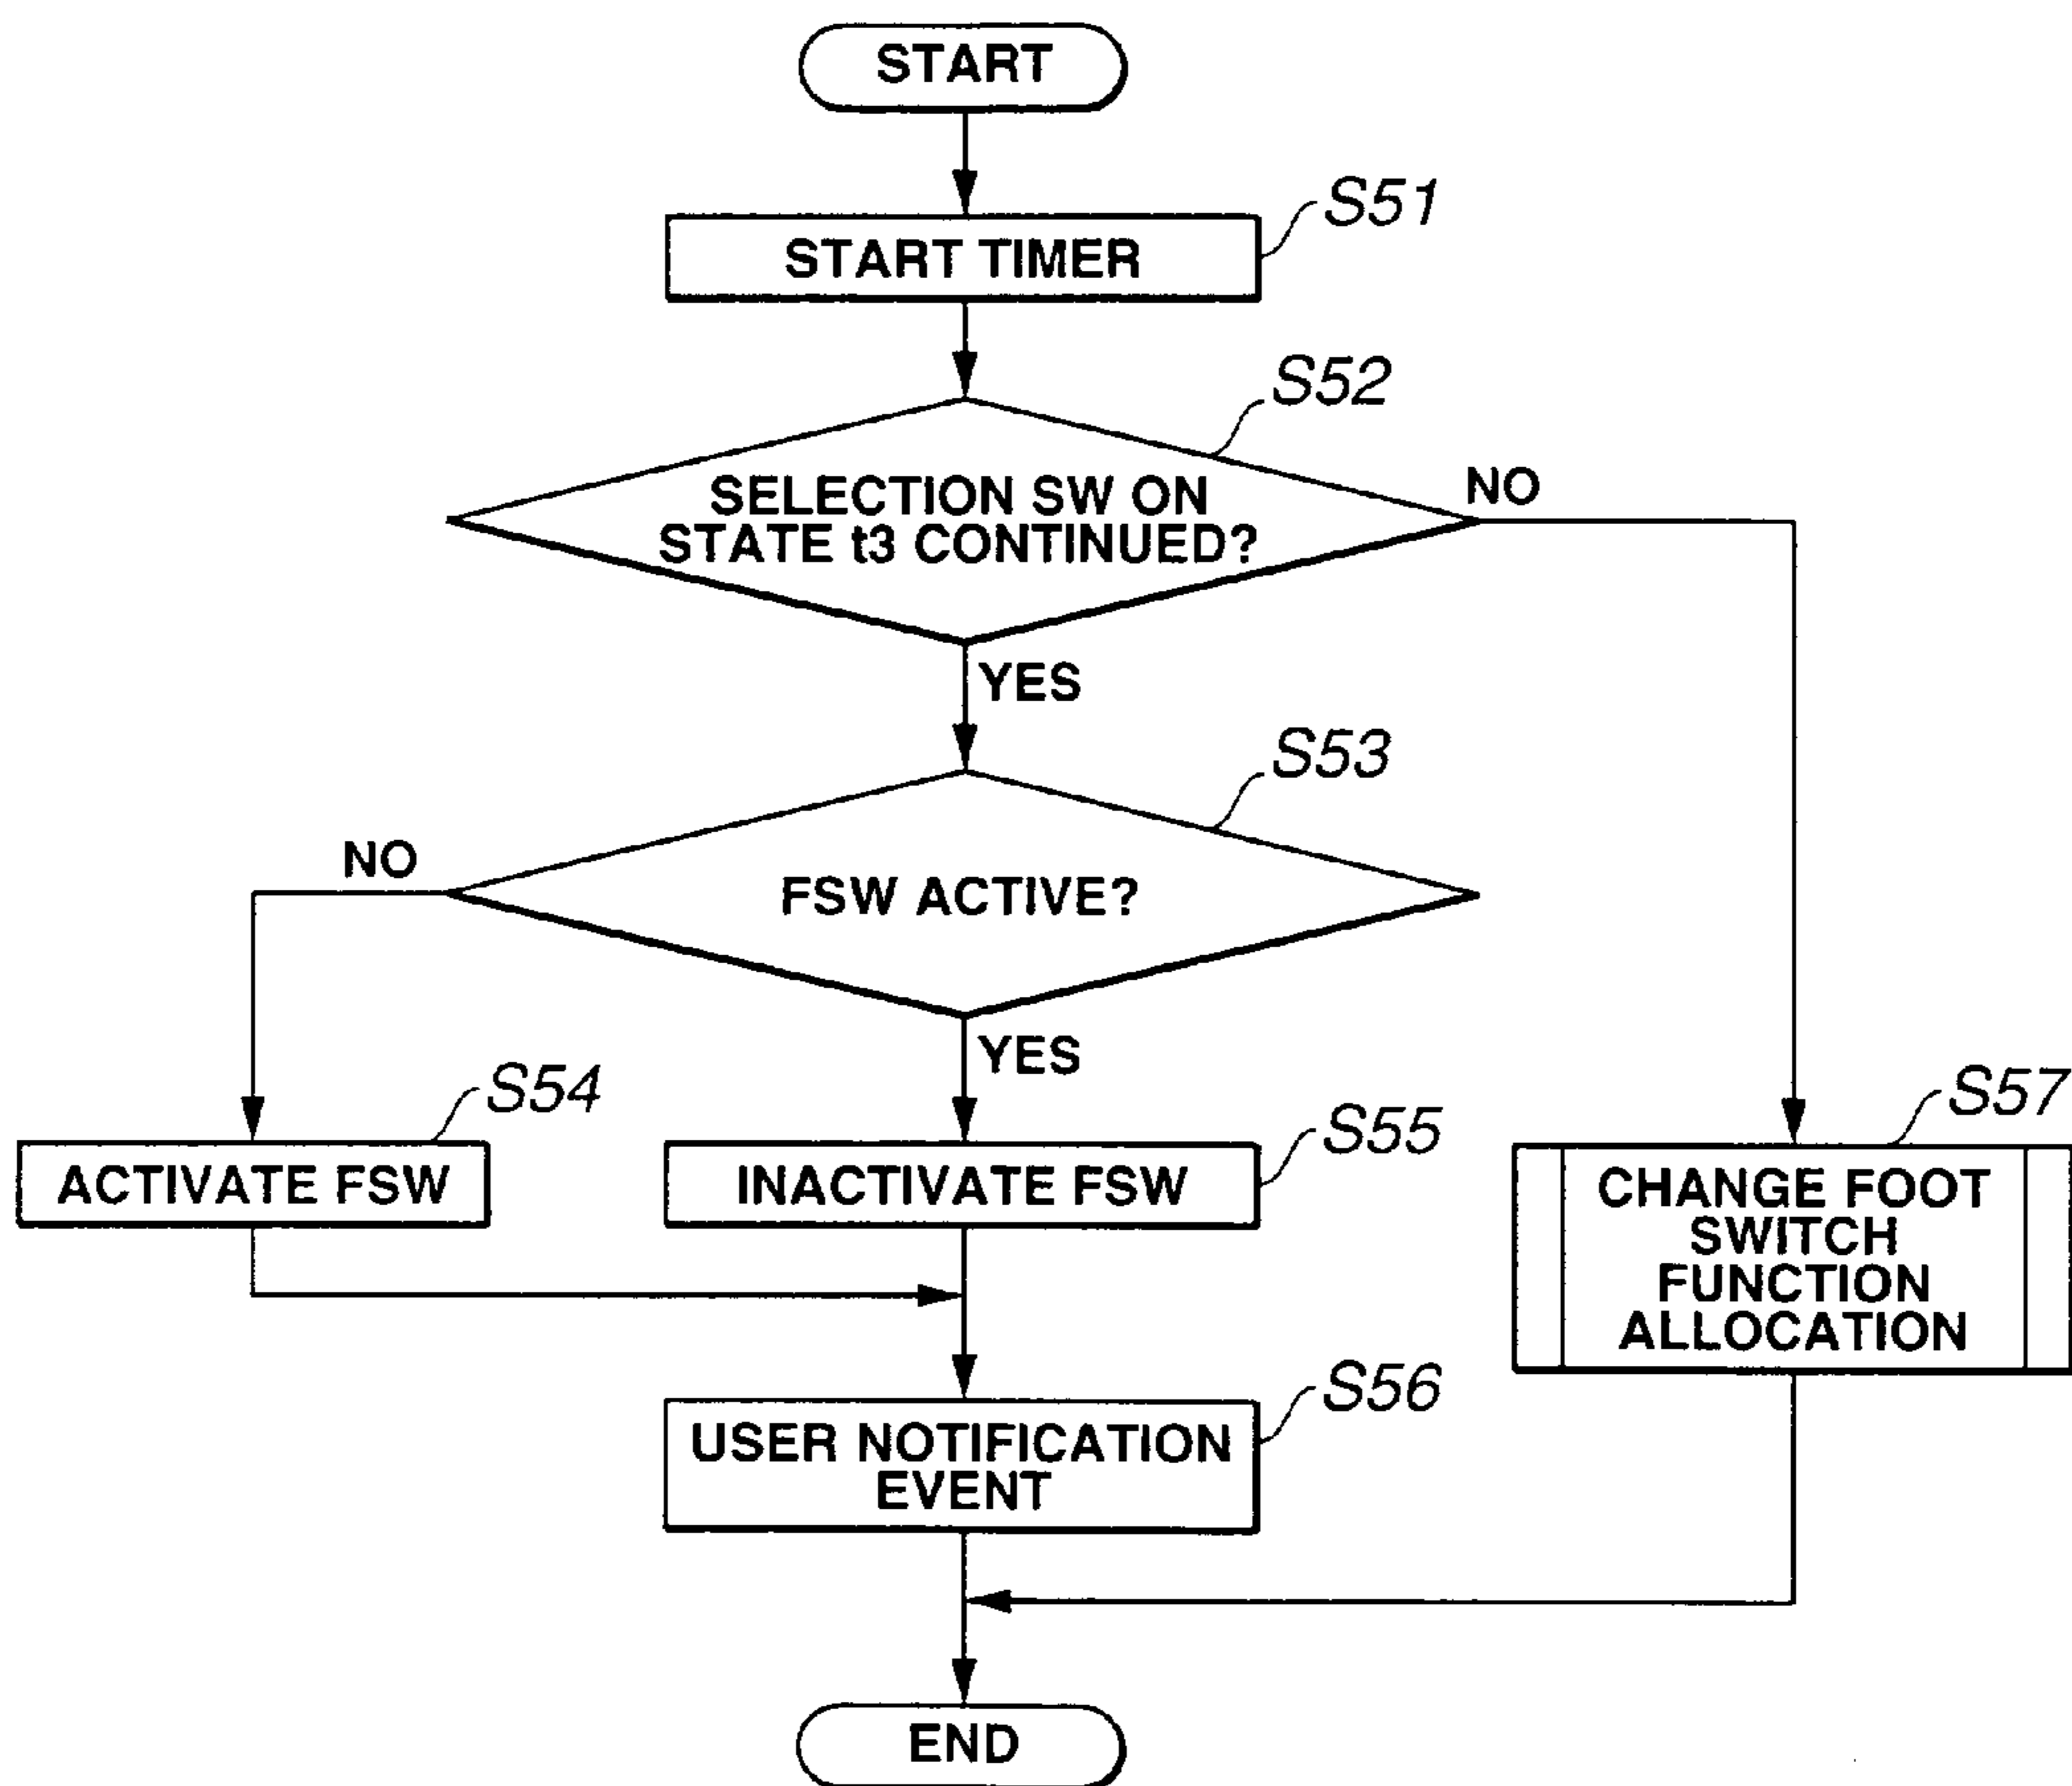 START
S51
START TIMER
S52
SELECTION SW ON
STATE t3 CONTINUED?
NO
YES
S53
NO
FSW ACTIVE?
YES
S54
ACTIVATE FSW
S55
INACTIVATE FSW
S57
CHANGE FOOT
SWITCH
FUNCTION
ALLOCATION
S56
USER NOTIFICATION
EVENT
END